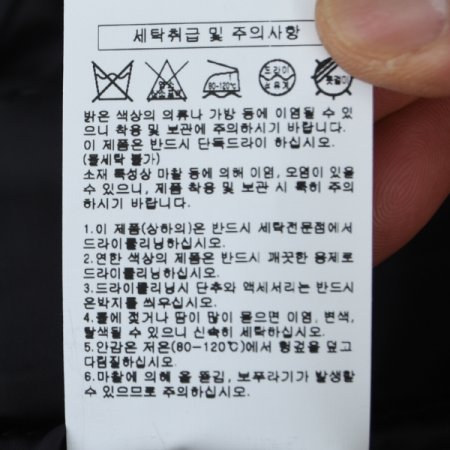 세탁취급 및 주의사항
80~120℃
드라이
옷걸이
밝은 색상의 의류나 가방 등에 이염될 수 있
으니 착용 및 보관에 주의하시기 바랍니다.
이 제품은 반드시 단독드라이 하십시오.
(물세탁 불가)
소재 특성상 마찰 등에 의해 이염, 오염이 있을
수 있으니, 제품 착용 및 보관 시 특히 주의
하시기 바랍니다.
1.이 제품(상하의)은 반드시 세탁전문점에서
드라이클리닝하십시오.
2.연한 색상의 제품은 반드시 깨끗한 용제로
드라이클리닝하십시오.
3.드라이클리닝시 단추와 액세서리는 반드시
은박지를 씌우십시오.
4.물에 젖거나 땀이 많이 묻으면 이염, 변색,
탈색될 수 있으니 신속히 세탁하십시오.
5.안감은 저온(80-120℃)에서 헝겊을 덮고
다림질하십시오.
6.마찰에 의해 올 뜯김, 보푸라기가 발생할
수 있으므로 주의하십시오.